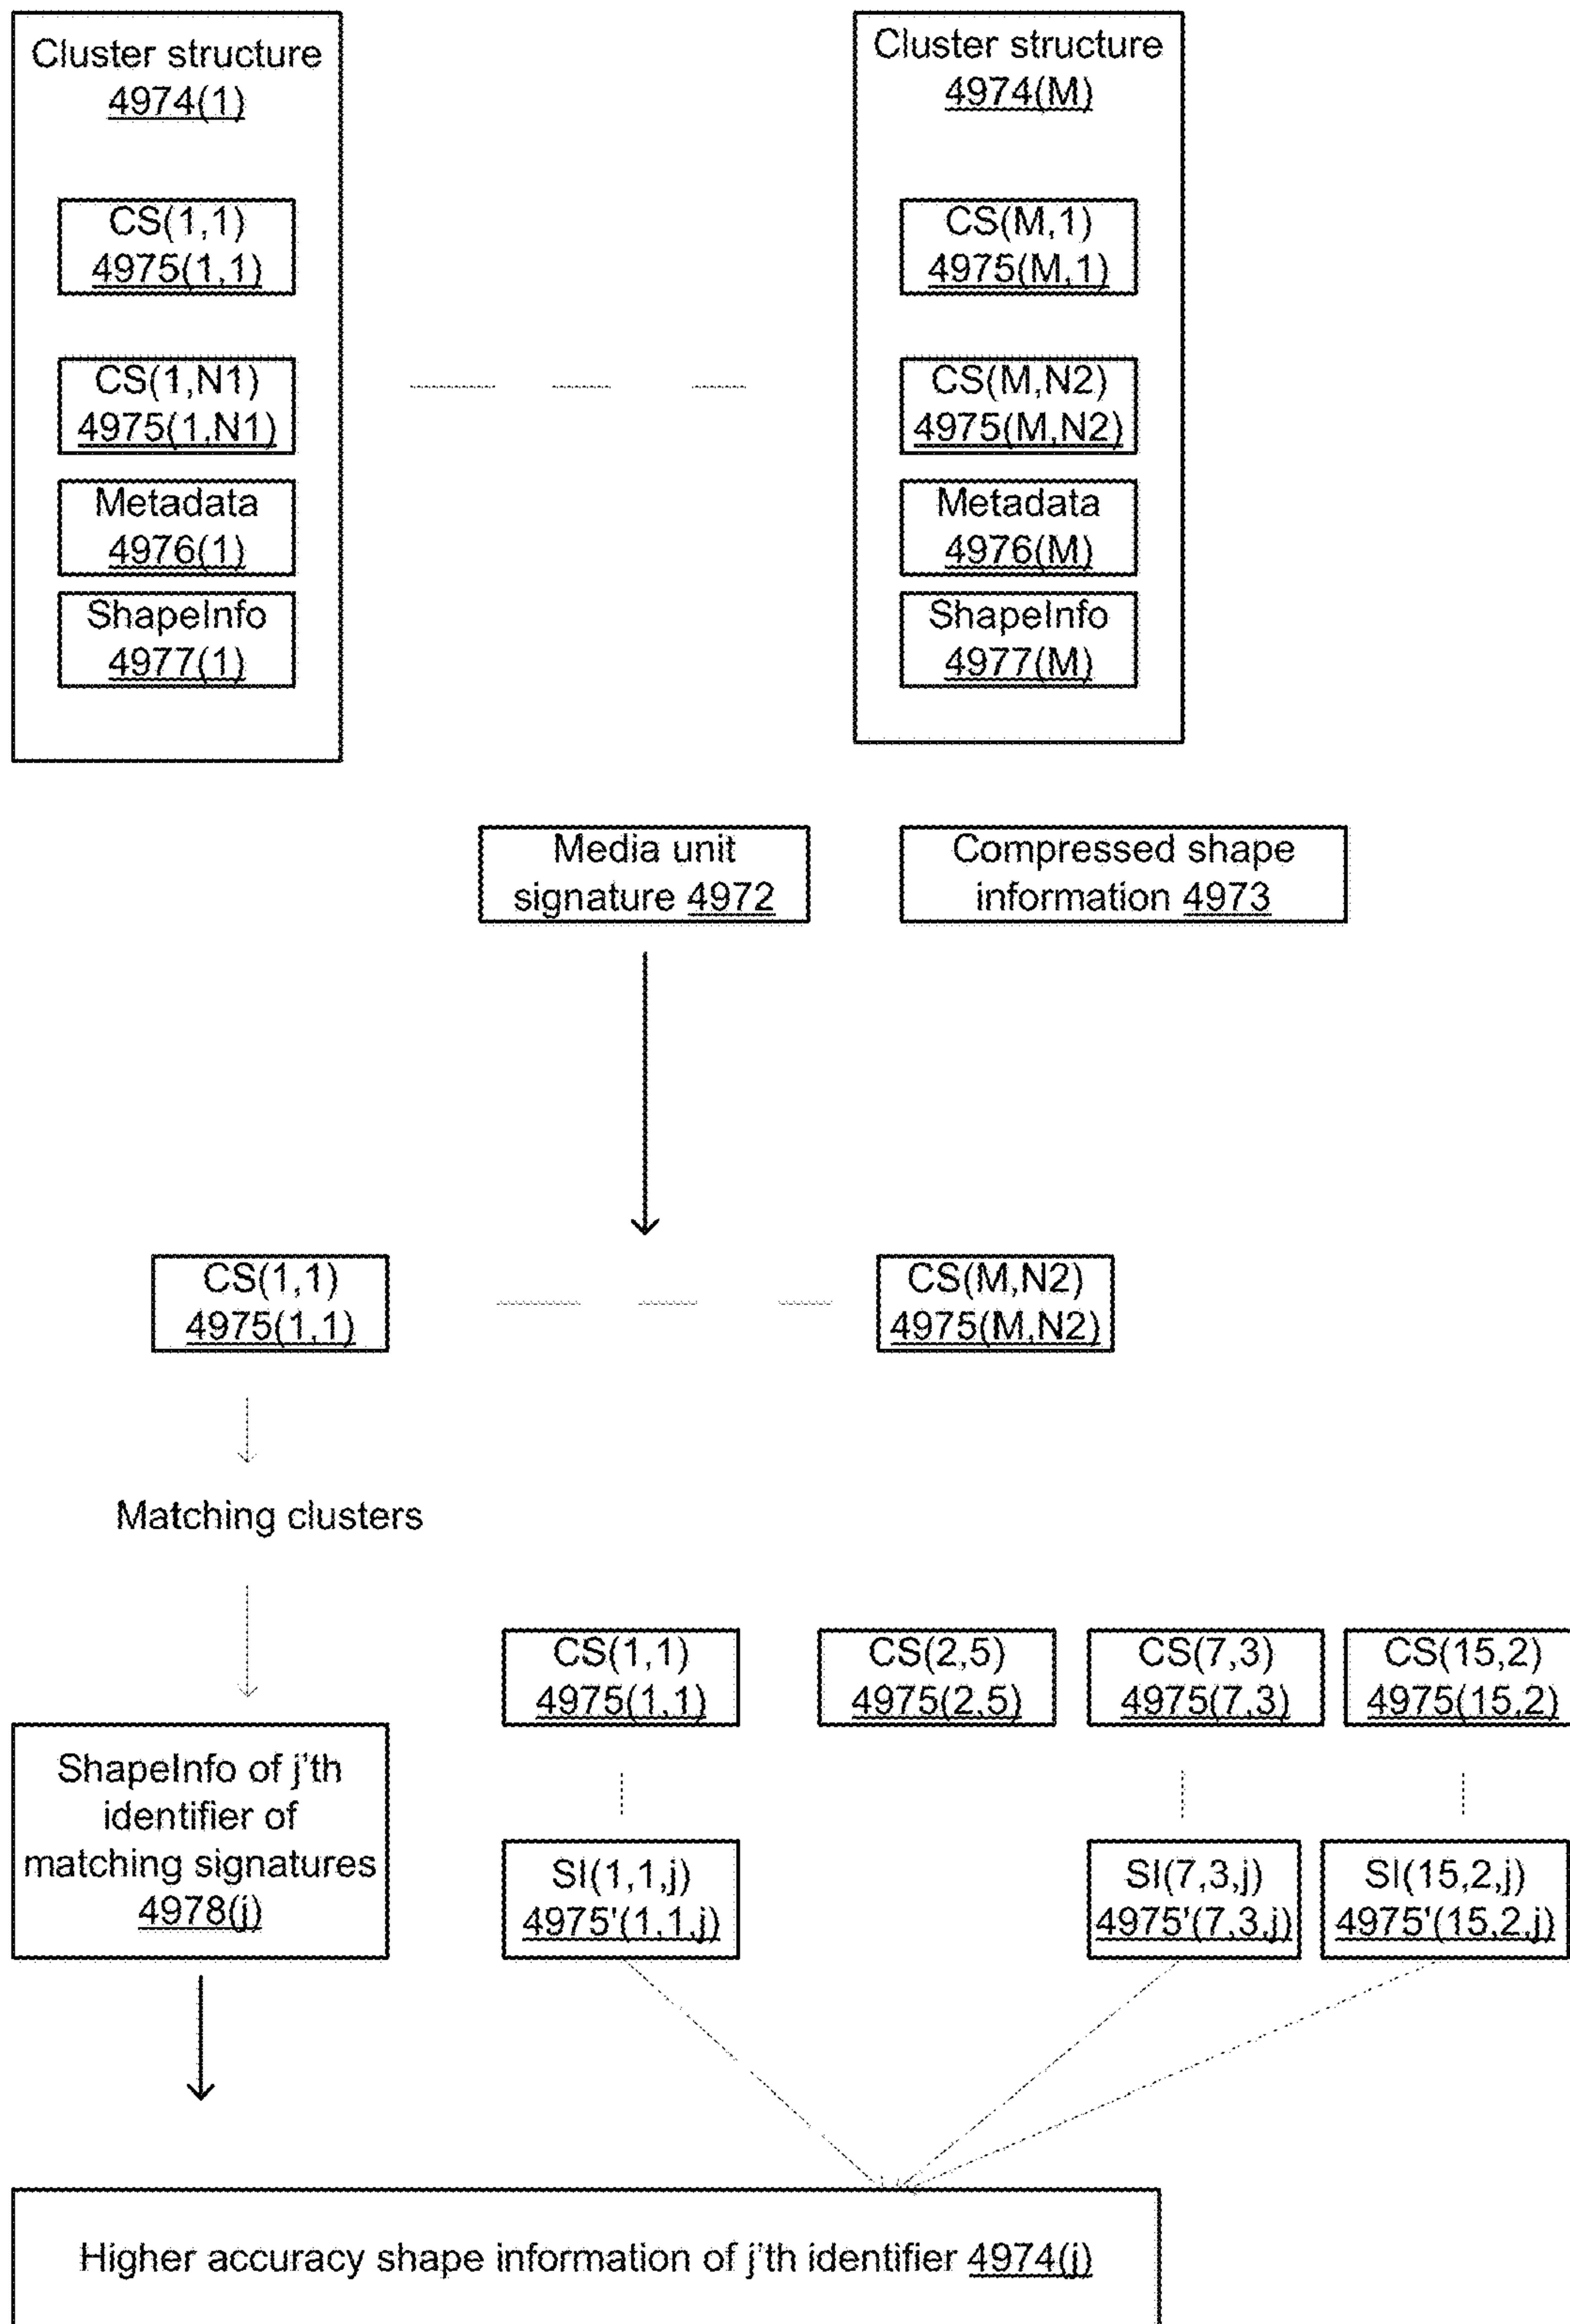 Cluster structure
4974(1)
CS(1,1)
4975(1,1)
CS(1,N1)
4975(1,N1)
Metadata
4976(1)
ShapeInfo
4977(1)
Cluster structure
4974(M)
CS(M,1)
4975(M,1)
CS(M,N2)
4975(M,N2)
Metadata
4976(M)
ShapeInfo
4977(M)
Media unit
signature 4972
Compressed shape
information 4973
CS(1,1)
4975(1,1)
CS(M,N2)
4975(M,N2)
Matching clusters
CS(1,1)
4975(1,1)
CS(2,5)
4975(2,5)
CS(7,3)
4975(7,3)
CS(15,2)
4975(15,2)
ShapeInfo of j'th
identifier of
matching signatures
4978(j)
SI(1,1,j)
4975'(1,1,j)
SI(7,3,j)
4975'(7,3,j)
SI(15,2,j)
4975'(15,2,j)
Higher accuracy shape information of j'th identifier 4974(j)